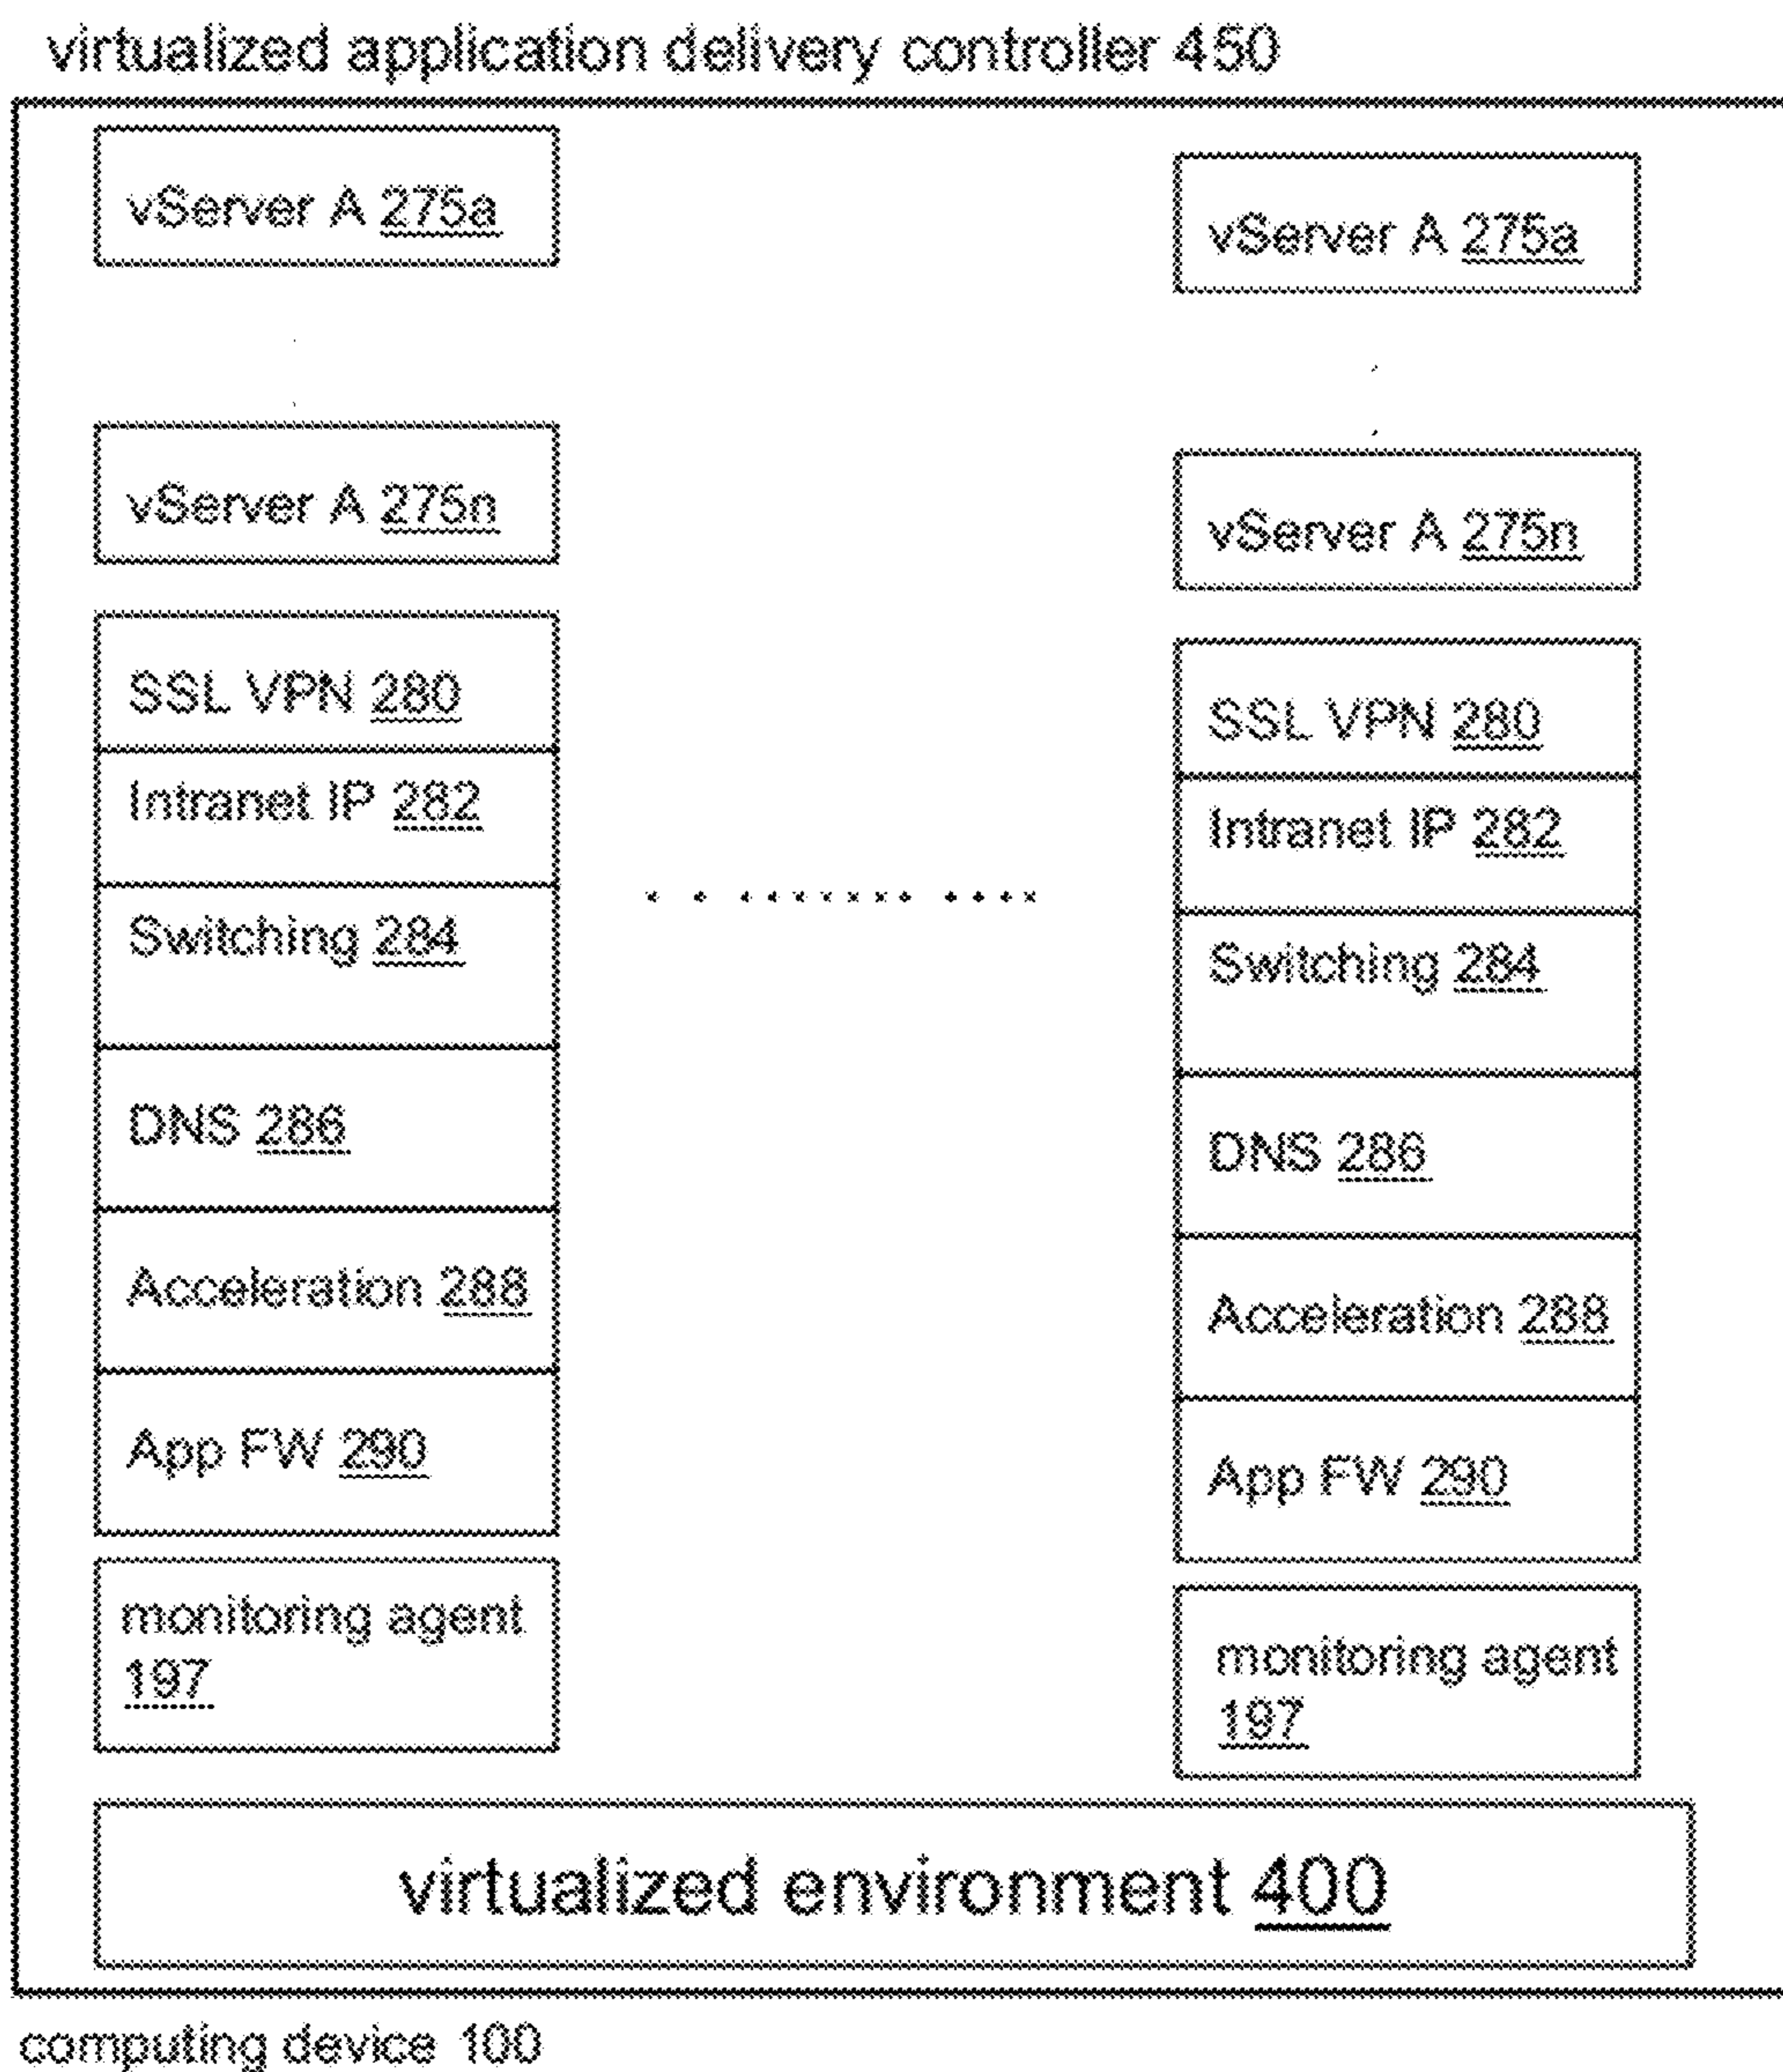 virtualized application delivery controller 450
vServer A 275a
vServer A 275n
SSL VPN 280
Intranet IP 282
Switching 284
DNS 286
Acceleration 288
App FW 290
monitoring agent
197
vServer A 275a
vServer A 275n
SSL VPN 280
Intranet IP 282
Switching 284
DNS 286
Acceleration 288
App FW 290
monitoring agent
197
virtualized environment 400
computing device 100